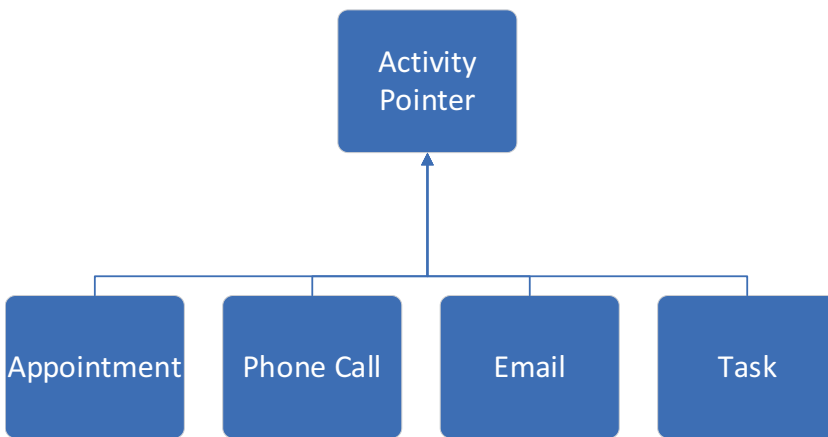 Activity
Pointer
Appointment
Phone Call
Email
Task